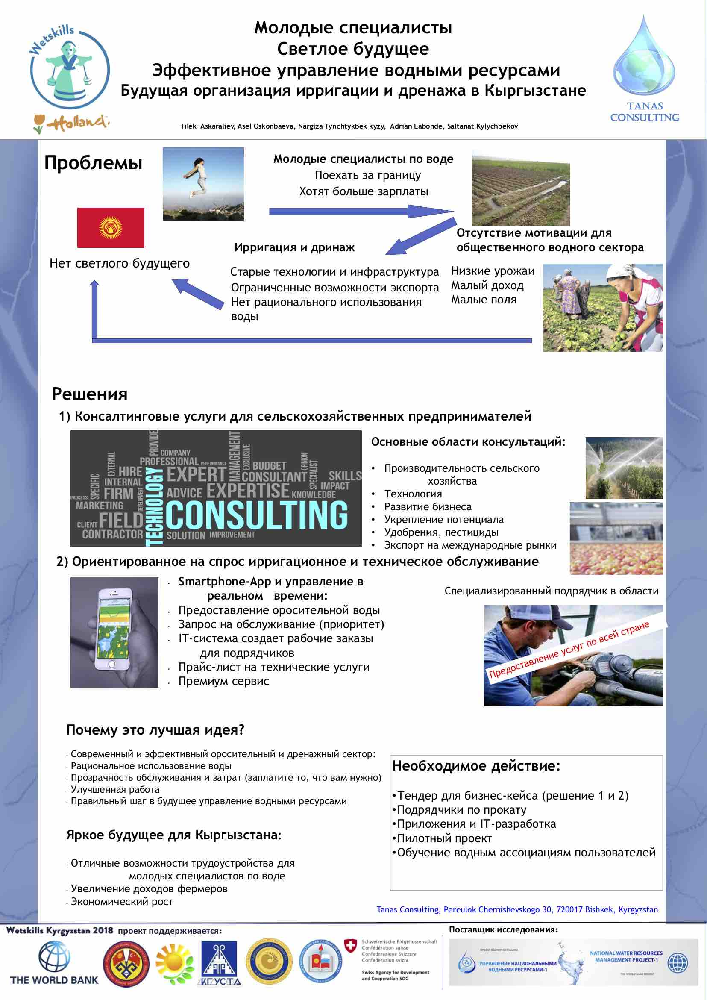 Wetskills
Holland.
Молодые специалисты
Светлое будущее
Эффективное управление водными ресурсами
Будущая организация ирригации и дренажа в Кыргызстане
Tilek Askaraliev, Asel Oskonbaeva, Nargiza Tynchtykbek kyzy, Adrian Labonde, Saltanat Kylychbekov
TANAS
CONSULTING
Проблемы
Молодые специалисты по воде
Поехать за границу
Хотят больше зарплаты
Отсутствие мотивации для
общественного водного сектора
Низкие урожаи
Малый доход
Малые поля
Ирригация и дринаж
Старые технологии и инфраструктура
Ограниченные возможности экспорта
Нет рационального использования
воды
Нет светлого будущего
Решения
1) Консалтинговые услуги для сельскохозяйственных предпринимателей
PROVIDE
COMPANY
MANAGEMENT
EXCLUSIVE
PROFESSIONAL
PERFORMANCE
EXTERNAL
BUDGET
OPINION
SPECIALIST
HIRE
EXPERT
CONSULTANT
SKILLS
SPECIFIC
INTERNAL
IMPACT
PROCESS
FIRM
DEVELOPMENT
TECHNOLOGY
ADVICE
EXPERTISE
KNOWLEDGE
MARKETING
CONSULTING
CLIENT
FIELD
CONTRACTOR
SOLUTION
IMPROVEMENT
Основные области консультаций:
• Производительность сельского
хозяйства
• Технология
• Развитие бизнеса
• Укрепление потенциала
• Удобрения, пестициды
• Экспорт на международные рынки
2) Ориентированное на спрос ирригационное и техническое обслуживание
· Smartphone-App и управление в
реальном времени:
· Предоставление оросительной воды
· Запрос на обслуживание (приоритет)
· IT-система создает рабочие заказы
для подрядчиков
· Прайс-лист на технические услуги
· Премиум сервис
Специализированный подрядчик в области
Предоставление услуг по всей стране
Почему это лучшая идея?
· Современный и эффективный оросительный и дренажный сектор:
· Рациональное использование воды
· Прозрачность обслуживания и затрат (заплатите то, что вам нужно)
· Улучшенная работа
· Правильный шаг в будущее управление водными ресурсами
Яркое будущее для Кыргызстана:
· Отличные возможности трудоустройства для
молодых специалистов по воде
· Увеличение доходов фермеров
· Экономический рост
Необходимое действие:
•Тендер для бизнес-кейса (решение 1 и 2)
•Подрядчики по прокату
•Приложения и IT-разработка
•Пилотный проект
•Обучение водным ассоциациям пользователей
Tanas Consulting, Pereulok Chernishevskogo 30, 720017 Bishkek, Kyrgyzstan
Wetskills Kyrgyzstan 2018 проект поддерживается:
THE WORLD BANK
КГУСТА
Schweizerische Eidgenossenschaft
Confédération suisse
Confederazione Svizzera
Confederaziun svizra
Swiss Agency for Development
and Cooperation SDC
Поставщик исследования:
ПРОЕКТ ВСЕМИРНОГО БАНКА
УПРАВЛЕНИЕ НАЦИОНАЛЬНЫМИ
ВОДНЫМИ РЕСУРСАМИ-1
NATIONAL WATER RESOURCES
MANAGEMENT PROJECT-1
THE WORLD BANK PROJECT